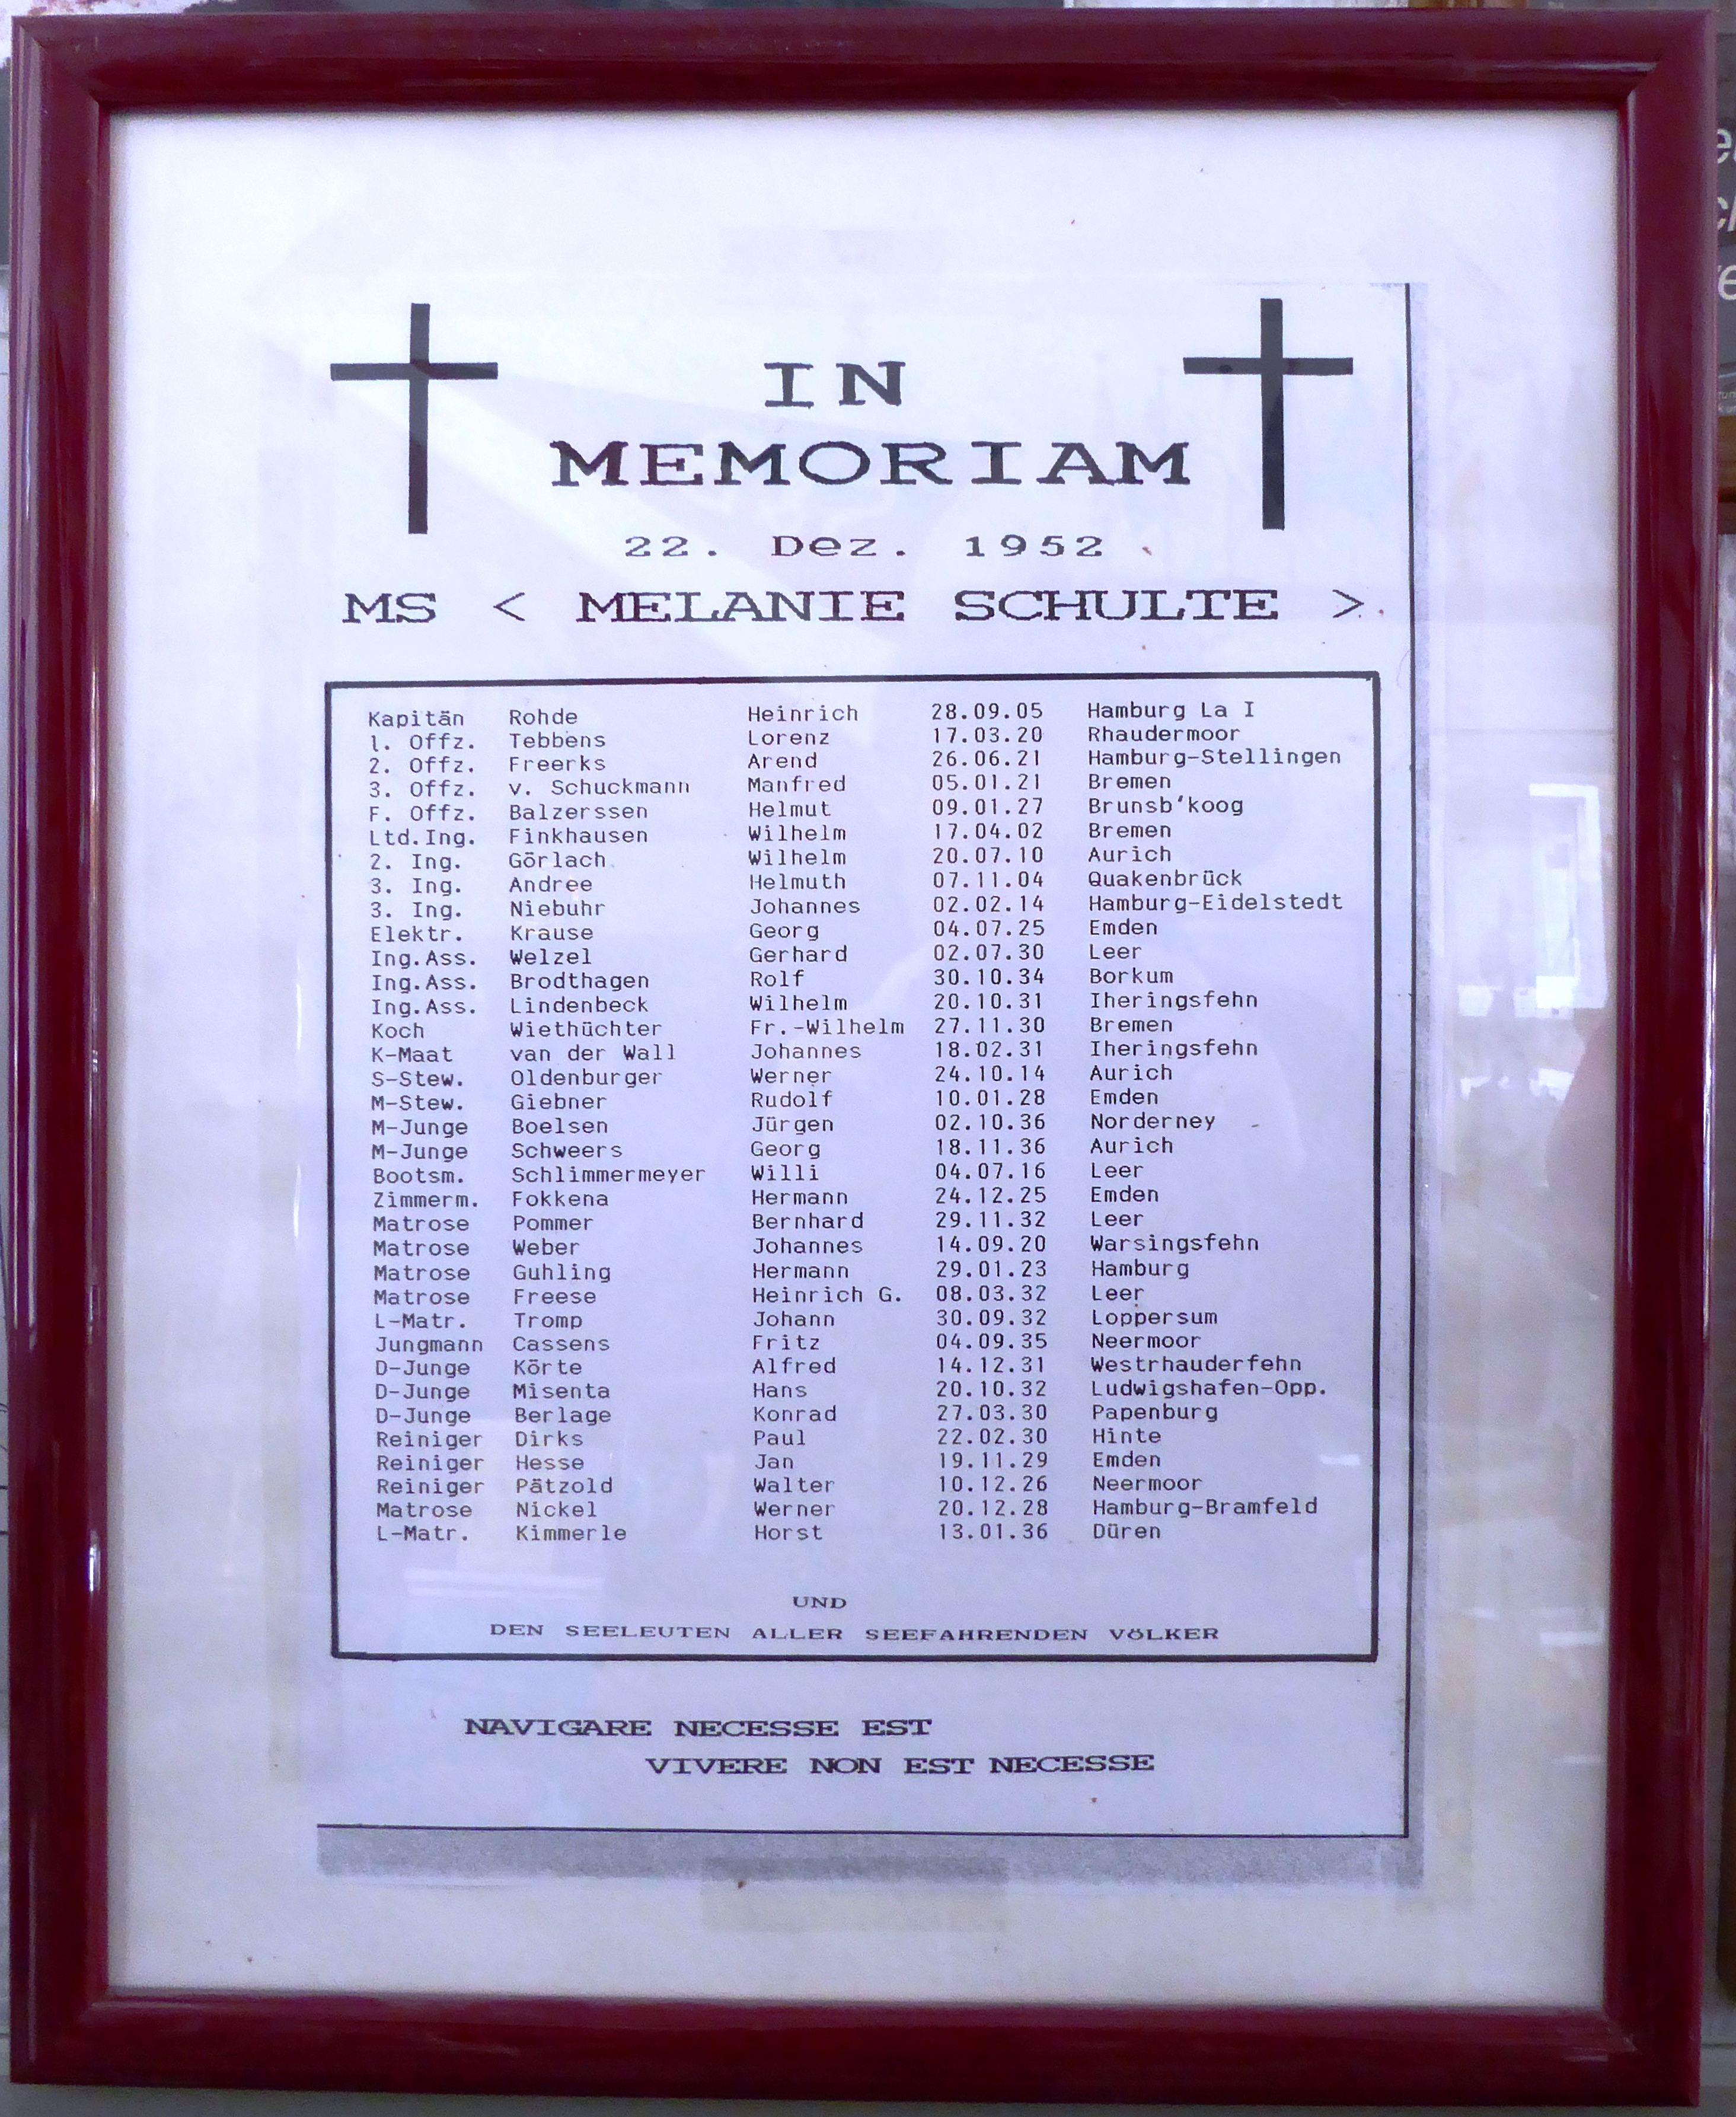 IN
MEMORIAM
22. Dez. 1952
MS < MELANIE SCHULTE >
Kapitän Rohde Heinrich 28.09.05 Hamburg La I
1. Offz. Tebbens Lorenz 17.03.20 Rhaudermoor
2. Offz. Freerks Arend 26.06.21 Hamburg-Stellingen
3. Offz. v. Schuckmann Manfred 05.01.21 Bremen
F. Offz. Balzerssen Helmut 09.01.27 Brunsb'koog
Ltd.Ing. Finkhausen Wilhelm 17.04.02 Bremen
2. Ing. Görlach Wilhelm 20.07.10 Aurich
3. Ing. Andree Helmuth 07.11.04 Quakenbrück
3. Ing. Niebuhr Johannes 02.02.14 Hamburg-Eidelstedt
Elektr. Krause Georg 04.07.25 Emden
Ing.Ass. Welzel Gerhard 02.07.30 Leer
Ing.Ass. Brodthagen Rolf 30.10.34 Borkum
Ing.Ass. Lindenbeck Wilhelm 20.10.31 Iheringsfehn
Koch Wiethüchter Fr.-Wilhelm 27.11.30 Bremen
K-Maat van der Wall Johannes 18.02.31 Iheringsfehn
S-Stew. Oldenburger Werner 24.10.14 Aurich
M-Stew. Giebner Rudolf 10.01.28 Emden
M-Junge Boelsen Jürgen 02.10.36 Norderney
M-Junge Schweers Georg 18.11.36 Aurich
Bootsm. Schlimmermeyer Willi 04.07.16 Leer
Zimmerm. Fokkena Hermann 24.12.25 Emden
Matrose Pommer Bernhard 29.11.32 Leer
Matrose Weber Johannes 14.09.20 Warsingsfehn
Matrose Guhling Hermann 29.01.23 Hamburg
Matrose Freese Heinrich G. 08.03.32 Leer
L-Matr. Tromp Johann 30.09.32 Loppersum
Jungmann Cassens Fritz 04.09.35 Neermoor
D-Junge Körte Alfred 14.12.31 Westrhauderfehn
D-Junge Misenta Hans 20.10.32 Ludwigshafen-Opp.
D-Junge Berlage Konrad 27.03.30 Papenburg
Reiniger Dirks Paul 22.02.30 Hinte
Reiniger Hesse Jan 19.11.29 Emden
Reiniger Pätzold Walter 10.12.26 Neermoor
Matrose Nickel Werner 20.12.28 Hamburg-Bramfeld
L-Matr. Kimmerle Horst 13.01.36 Düren
UND
DEN SEELEUTEN ALLER SEEFAHRENDEN VÖLKER
NAVIGARE NECESSE EST
VIVERE NON EST NECESSE